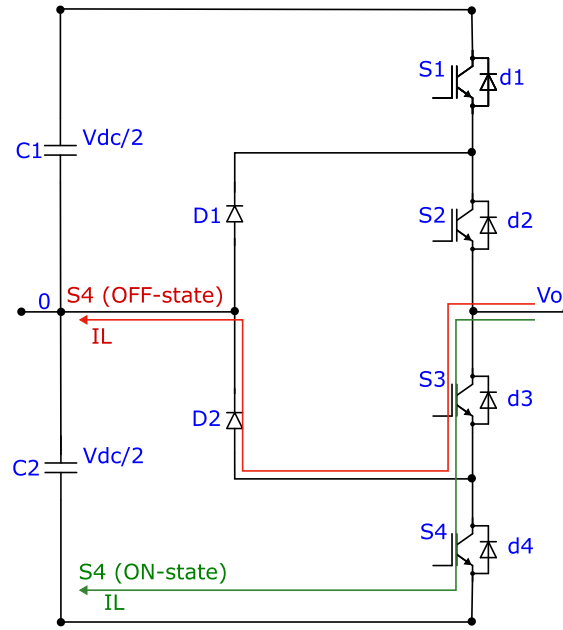 S1
d1
Vdc/2
C1
S2
d2
D1
S4 (OFF-state)
0
Vo
IL
S3
d3
D2
Vdc/2
C2
S4
d4
S4 (ON-state)
IL